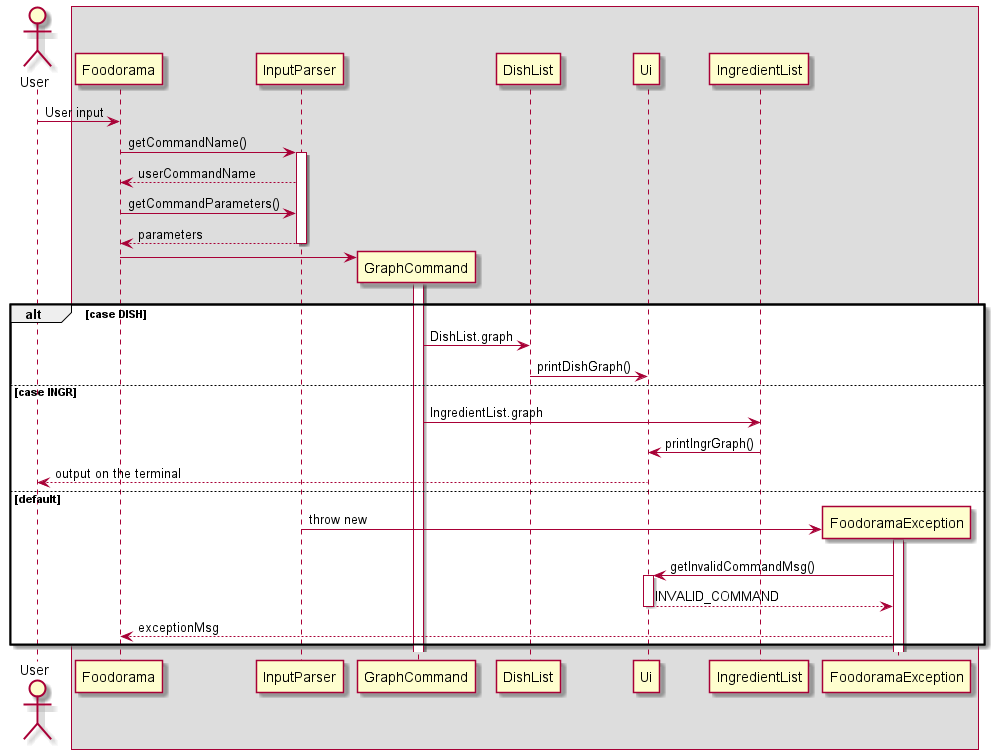 User
Foodorama
InputParser
DishList
Ui
IngredientList
User input
getCommandName()
userCommandName
getCommandParameters()
parameters
GraphCommand
alt
[case DISH]
DishList.graph
printDishGraph()
[case INGR]
IngredientList.graph
printIngrGraph()
output on the terminal
[default]
throw new
FoodoramaException
getInvalidCommandMsg()
INVALID_COMMAND
exceptionMsg
User
Foodorama
InputParser
GraphCommand
DishList
Ui
IngredientList
FoodoramaException